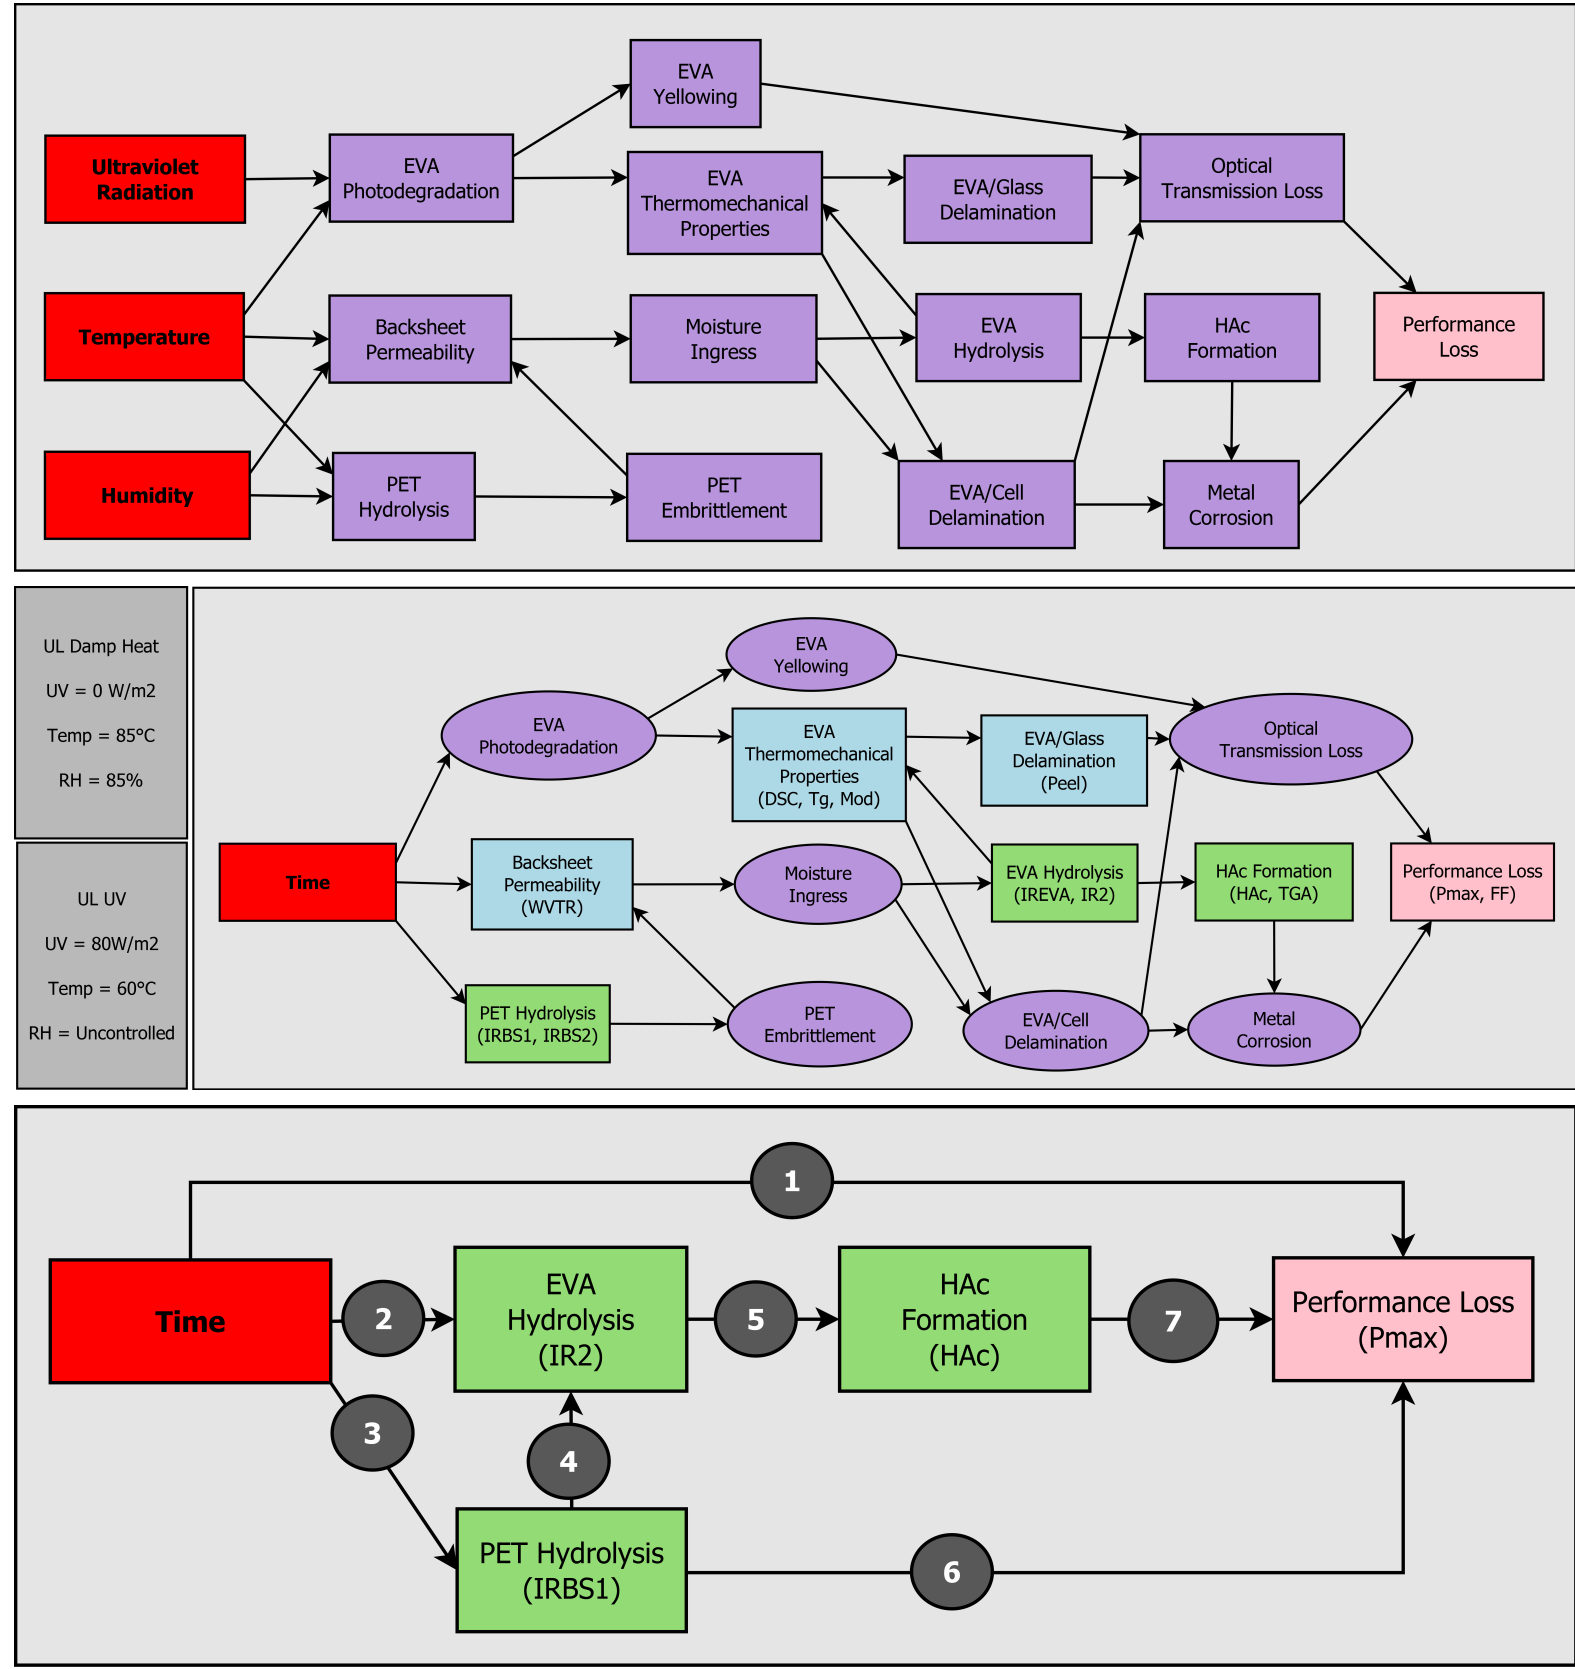 EVA
Yellowing
Ultraviolet
Radiation
EVA
Photodegradation
EVA
Thermomechanical
Properties
EVA/Glass
Delamination
Optical
Transmission Loss
Temperature
Backsheet
Permeability
Moisture
Ingress
EVA
Hydrolysis
HAc
Formation
Performance
Loss
Humidity
PET
Hydrolysis
PET
Embrittlement
EVA/Cell
Delamination
Metal
Corrosion
UL Damp Heat
UV = 0 W/m2
Temp = 85°C
RH = 85%
UL UV
UV = 80W/m2
Temp = 60°C
RH = Uncontrolled
EVA
Yellowing
EVA
Photodegradation
EVA
Thermomechanical
Properties
(DSC, Tg, Mod)
EVA/Glass
Delamination
(Peel)
Optical
Transmission Loss
Time
Backsheet
Permeability
(WVTR)
Moisture
Ingress
EVA Hydrolysis
(IREVA, IR2)
HAc Formation
(HAc, TGA)
Performance Loss
(Pmax, FF)
PET Hydrolysis
(IRBS1, IRBS2)
PET
Embrittlement
EVA/Cell
Delamination
Metal
Corrosion
1
Time
2
EVA
Hydrolysis
(IR2)
5
HAc
Formation
(HAc)
7
Performance Loss
(Pmax)
3
4
PET Hydrolysis
(IRBS1)
6